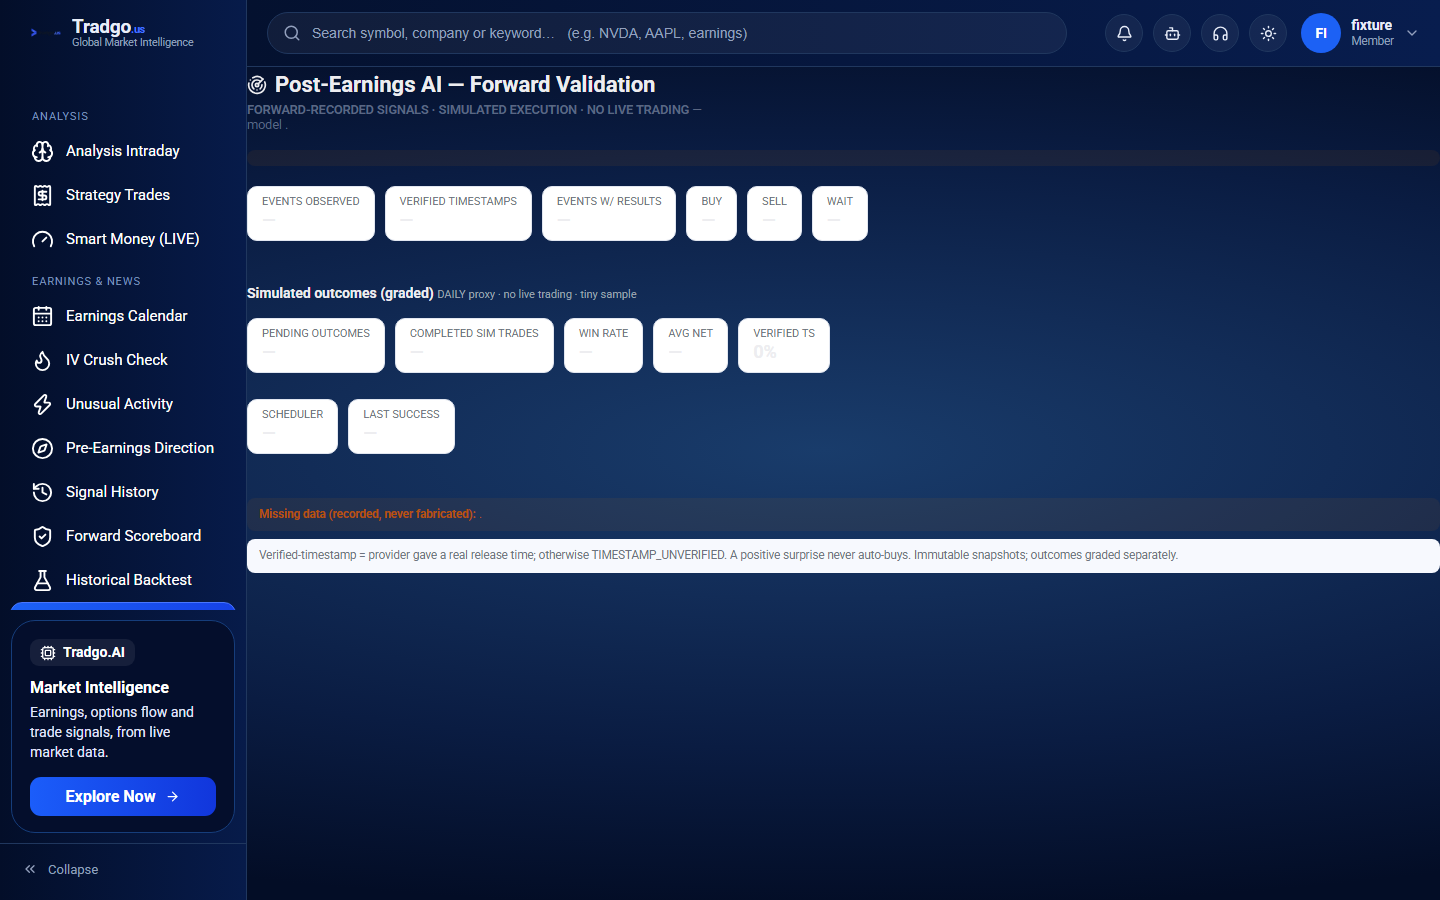 Tradgo.us
Global Market Intelligence
Search symbol, company or keyword... (e.g. NVDA, AAPL, earnings)
FI
fixture
Member
ANALYSIS
Analysis Intraday
Strategy Trades
Smart Money (LIVE)
EARNINGS & NEWS
Earnings Calendar
IV Crush Check
Unusual Activity
Pre-Earnings Direction
Signal History
Forward Scoreboard
Historical Backtest
Tradgo.AI
Market Intelligence
Earnings, options flow and
trade signals, from live
market data.
Explore Now
Collapse
Post-Earnings AI — Forward Validation
FORWARD-RECORDED SIGNALS · SIMULATED EXECUTION · NO LIVE TRADING —
model .
EVENTS OBSERVED
—
VERIFIED TIMESTAMPS
—
EVENTS W/ RESULTS
—
BUY
—
SELL
—
WAIT
—
Simulated outcomes (graded) DAILY proxy · no live trading · tiny sample
PENDING OUTCOMES
—
COMPLETED SIM TRADES
—
WIN RATE
—
AVG NET
—
VERIFIED TS
0%
SCHEDULER
—
LAST SUCCESS
—
Missing data (recorded, never fabricated): .
Verified-timestamp = provider gave a real release time; otherwise TIMESTAMP_UNVERIFIED. A positive surprise never auto-buys. Immutable snapshots; outcomes graded separately.